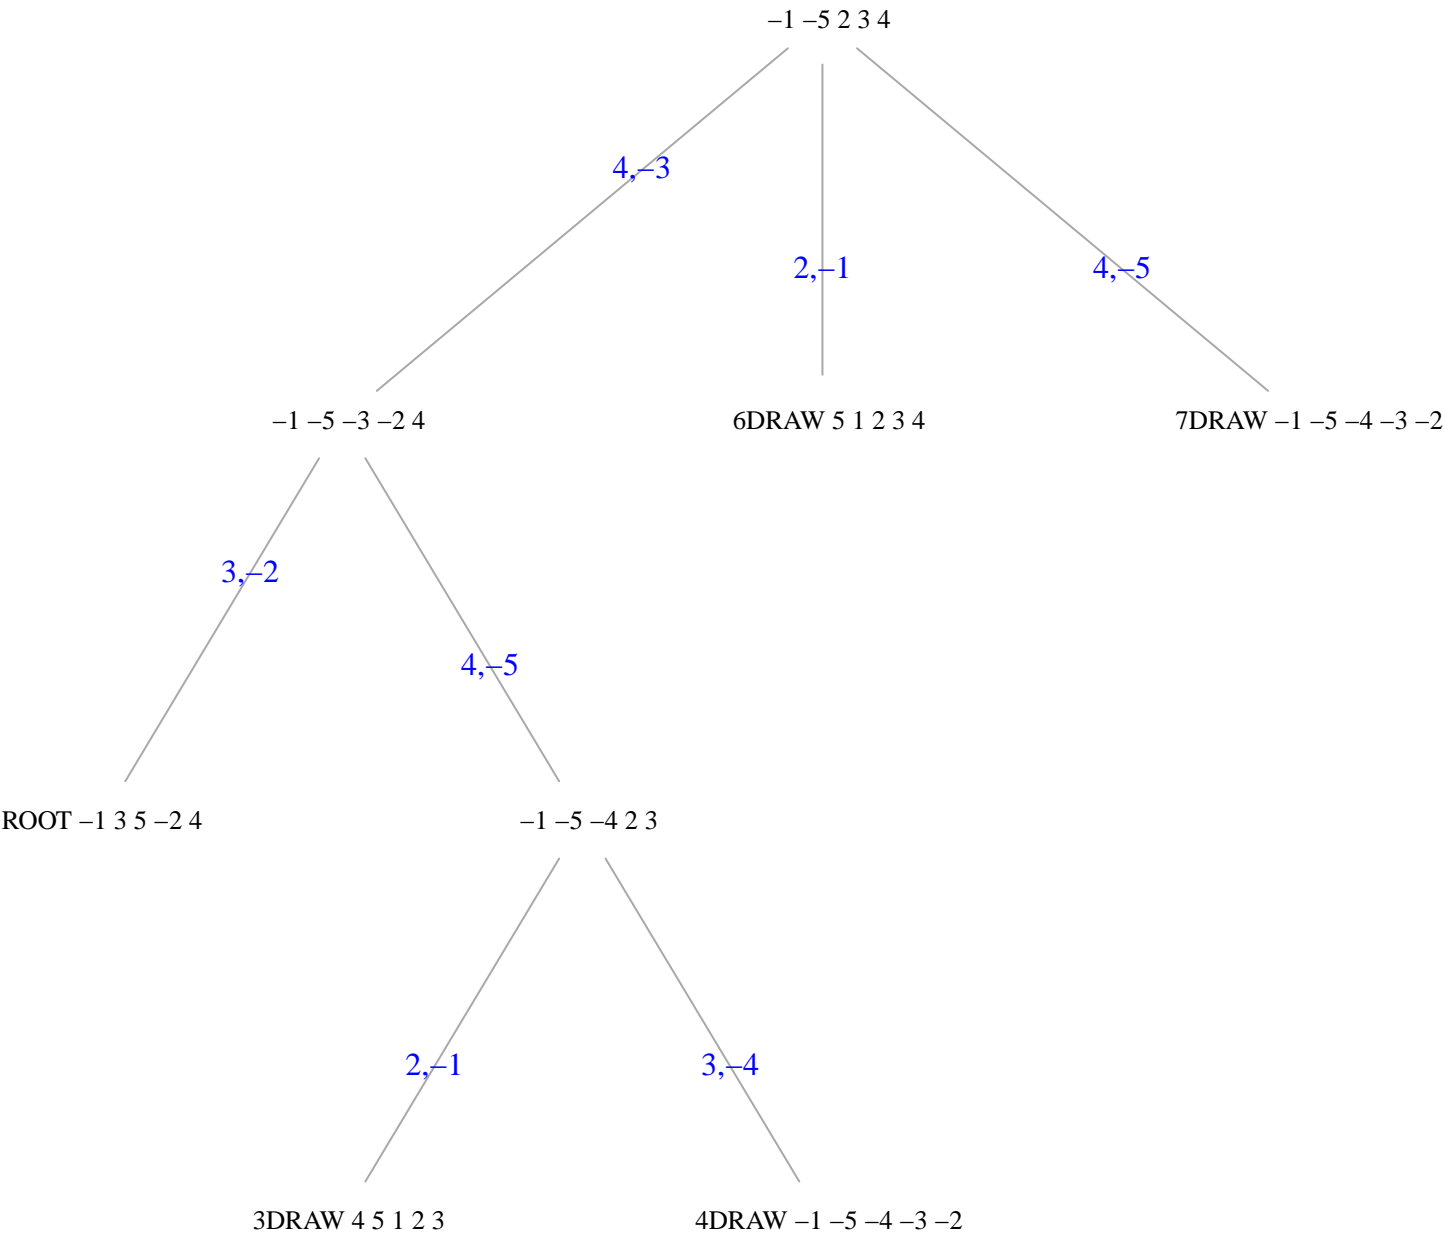 –1 –5 2 3 4
4,–3
2,–1
4,–5
–1 –5 –3 –2 4
6DRAW 5 1 2 3 4
7DRAW –1 –5 –4 –3 –2
3,–2
4,–5
ROOT –1 3 5 –2 4
–1 –5 –4 2 3
2,–1
3,–4
3DRAW 4 5 1 2 3
4DRAW –1 –5 –4 –3 –2